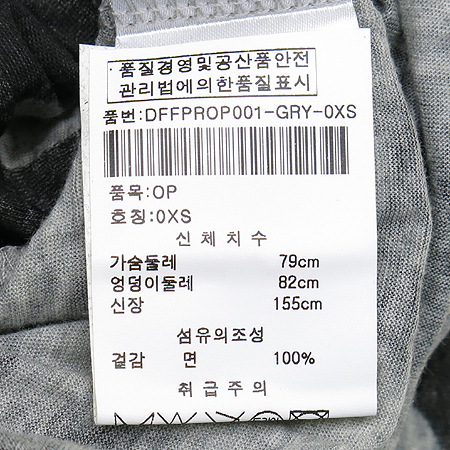 품질경영및공산품안전
관리법에의한품질표시
품번:DFFPROP001-GRY-0XS
품목:OP
호칭:0XS
신체치수
가슴둘레 79cm
엉덩이둘레 82cm
신장 155cm
섬유의조성
겉감 면 100%
취급주의